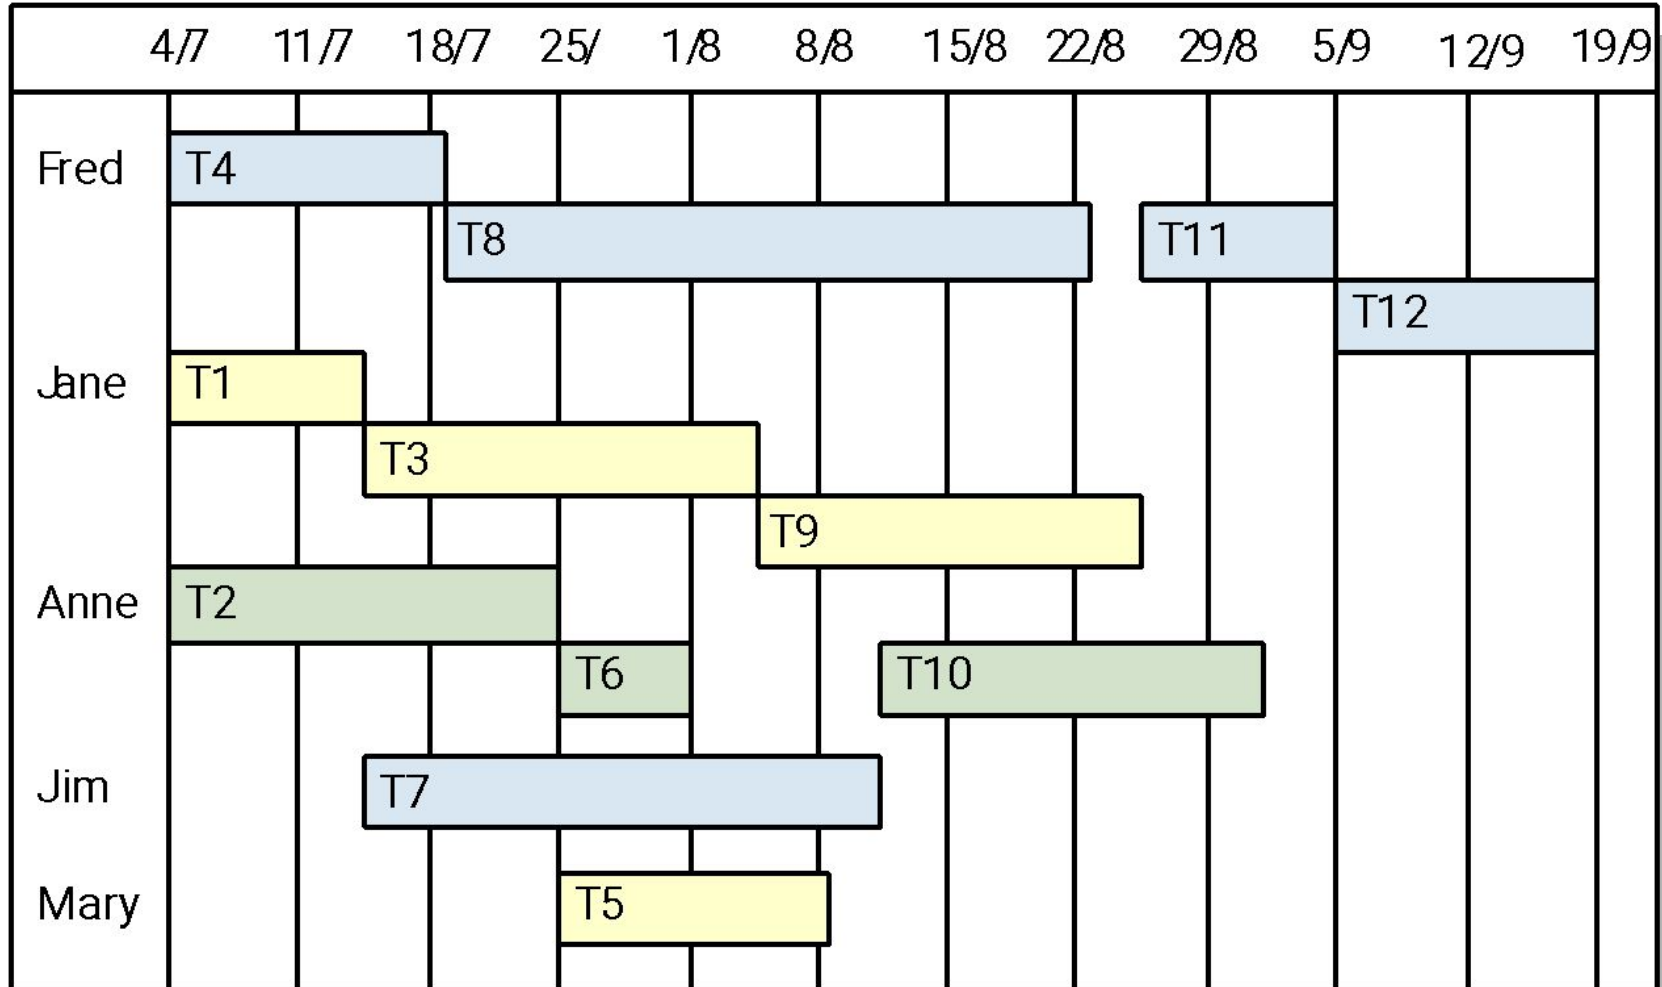 4/7 11/7 18/7 25/ 1/8 8/8 15/8 22/8 29/8 5/9 12/9 19/9
Fred T4
T8 T11
T12
Jane T1
T3
T9
Anne T2
T6 T10
Jim T7
Mary T5